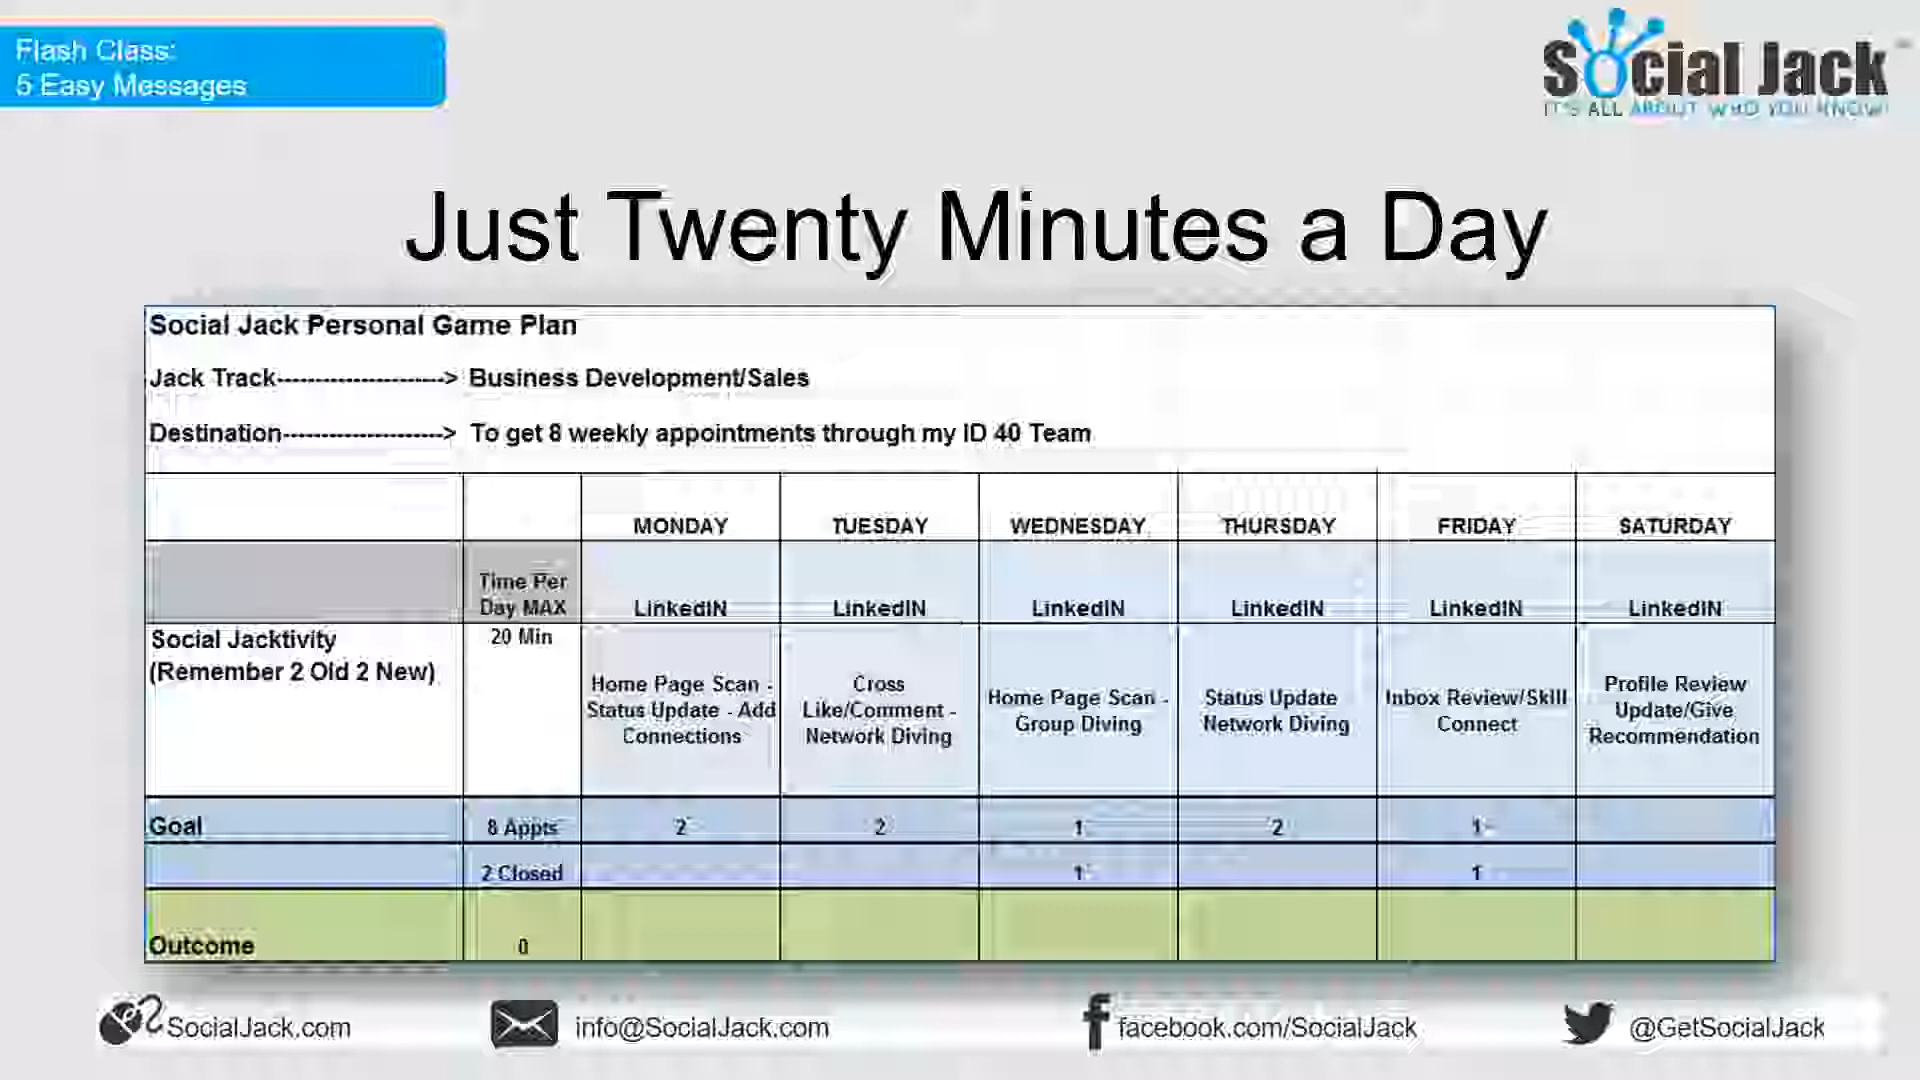 Flash Class:
5 Easy Messages
Social Jack
IT'S ALL ABOUT WHO YOU KNOW!
Just Twenty Minutes a Day
Social Jack Personal Game Plan
Jack Track----------------------> Business Development/Sales
Destination---------------------> To get 8 weekly appointments through my ID 40 Team
MONDAY TUESDAY WEDNESDAY THURSDAY FRIDAY SATURDAY
Time Per
Day MAX LinkedIN LinkedIN LinkedIN LinkedIN LinkedIN LinkedIN
Social Jacktivity
(Remember 2 Old 2 New)
20 Min
Home Page Scan -
Status Update - Add
Connections
Cross
Like/Comment -
Network Diving
Home Page Scan -
Group Diving
Status Update
Network Diving
Inbox Review/Skill
Connect
Profile Review
Update/Give
Recommendation
Goal 8 Appts 2 2 1 2 1
2 Closed 1 1
Outcome 0
SocialJack.com info@SocialJack.com facebook.com/SocialJack @GetSocialJack